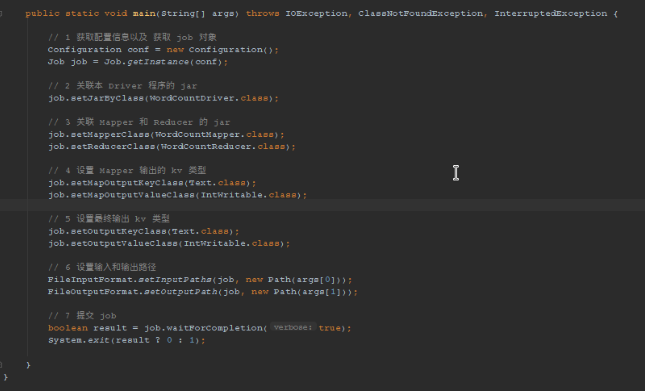 public static void main(String[] args) throws IOException, ClassNotFoundException, InterruptedException {
// 1 获取配置信息以及 获取 job 对象
Configuration conf = new Configuration();
Job job = Job.getInstance(conf);
// 2 关联本 Driver 程序的 jar
job.setJarByClass(WordCountDriver.class);
// 3 关联 Mapper 和 Reducer 的 jar
job.setMapperClass(WordCountMapper.class);
job.setReducerClass(WordCountReducer.class);
// 4 设置 Mapper 输出的 kv 类型
job.setMapOutputKeyClass(Text.class);
job.setMapOutputValueClass(IntWritable.class);
// 5 设置最终输出 kv 类型
job.setOutputKeyClass(Text.class);
job.setOutputValueClass(IntWritable.class);
// 6 设置输入和输出路径
FileInputFormat.setInputPaths(job, new Path(args[0]));
FileOutputFormat.setOutputPath(job, new Path(args[1]));
// 7 提交 job
boolean result = job.waitForCompletion( verbose: true);
System.exit(result ? 0 : 1);
}
}